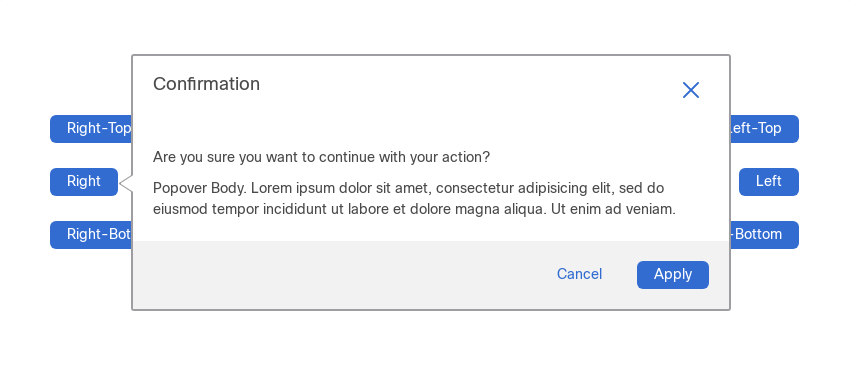 Confirmation
Right-Top
Left-Top
Are you sure you want to continue with your action?
Right
Left
Popover Body. Lorem ipsum dolor sit amet, consectetur adipisicing elit, sed do
eiusmod tempor incididunt ut labore et dolore magna aliqua. Ut enim ad veniam.
Right-Bot
-Bottom
Cancel
Apply